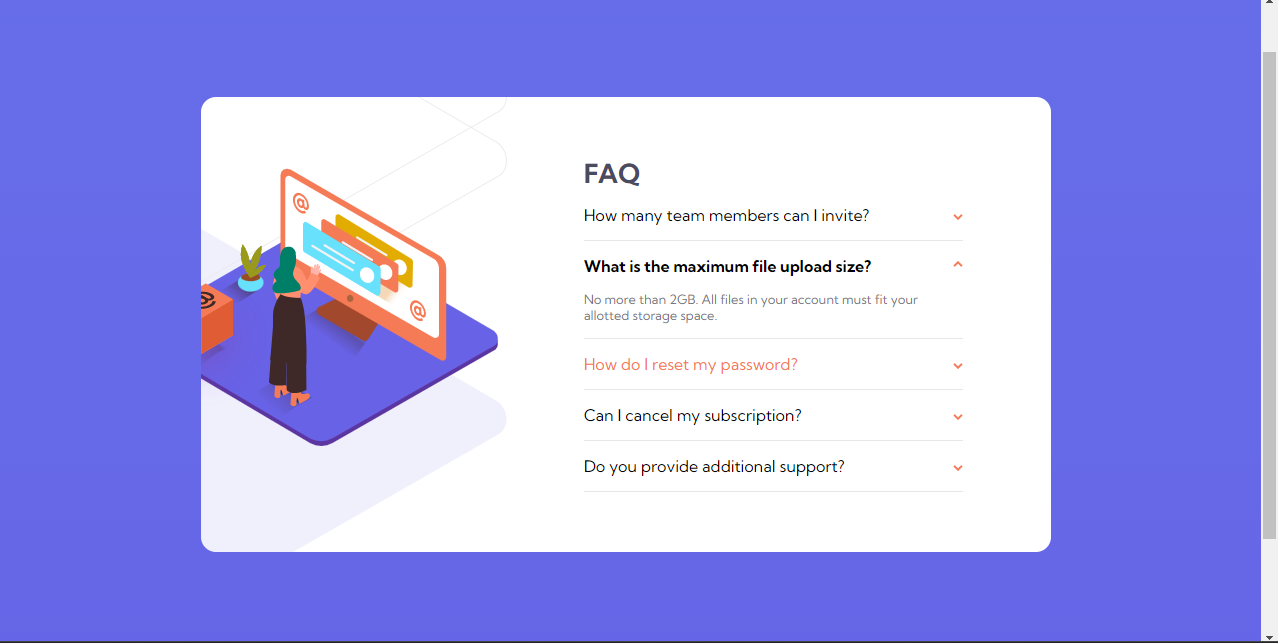 FAQ
How many team members can I invite?
What is the maximum file upload size?
No more than 2GB. All files in your account must fit your
allotted storage space.
How do I reset my password?
Can I cancel my subscription?
Do you provide additional support?